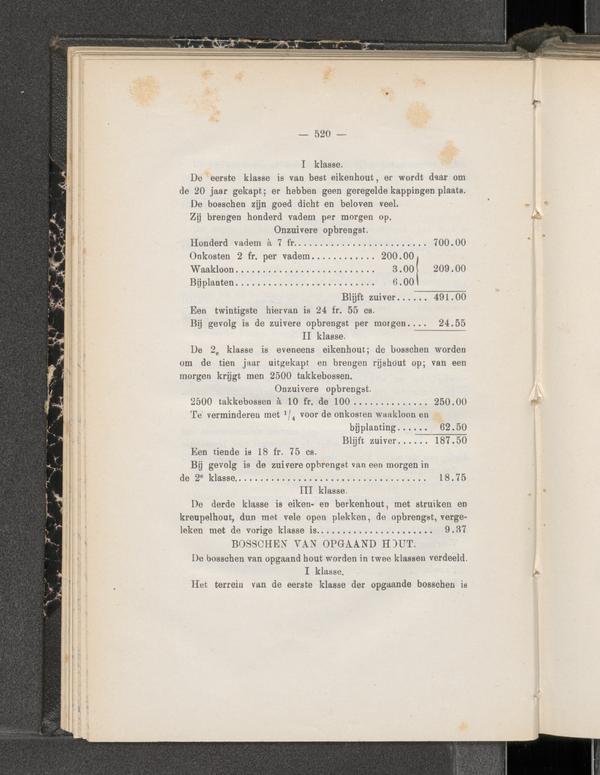 — 520 —
I klasse.
De eerste klasse is van best eikenhout, er wordt daar om
de 20 jaar gekapt; er hebben geen geregelde kappingen plaats.
De bosschen zijn goed dicht en beloven veel.
Zij brengen honderd vadem per morgen op.
Onzuivere opbrengst.
Honderd vadem à 7 fr......................... 700.00
Onkosten 2 fr. per vadem............ 200.00
Waakloon.......................... 3.00 209.00
Bijplanten.......................... 6.00
Blijft zuiver...... 491.00
Een twintigste hiervan is 24 fr. 55 cs.
Bij gevolg is de zuivere opbrengst per morgen.... 24.55
II klasse.
De 2e klasse is eveneens eikenhout; de bosschen worden
om de tien jaar uitgekapt en brengen rijshout op; van een
morgen krijgt men 2500 takkebossen.
Onzuivere opbrengst.
2500 takkebossen à 10 fr. de 100 .............. 250.00
Te verminderen met 1/4 voor de onkosten waakloon en
bijplanting...... 62.50
Blijft zuiver...... 187.50
Een tiende is 18 fr. 75 cs.
Bij gevolg is de zuivere opbrengst van een morgen in
de 2e klasse.................................... 18.75
III klasse.
De derde klasse is eiken- en berkenhout, met struiken en
kreupelhout, dun met vele open plekken, de opbrengst, verge-
leken met de vorige klasse is...................... 9.37
BOSSCHEN VAN OPGAAND HOUT.
De bosschen van opgaand hout worden in twee klassen verdeeld.
I klasse.
Het terrein van de eerste klasse der opgaande bosschen is